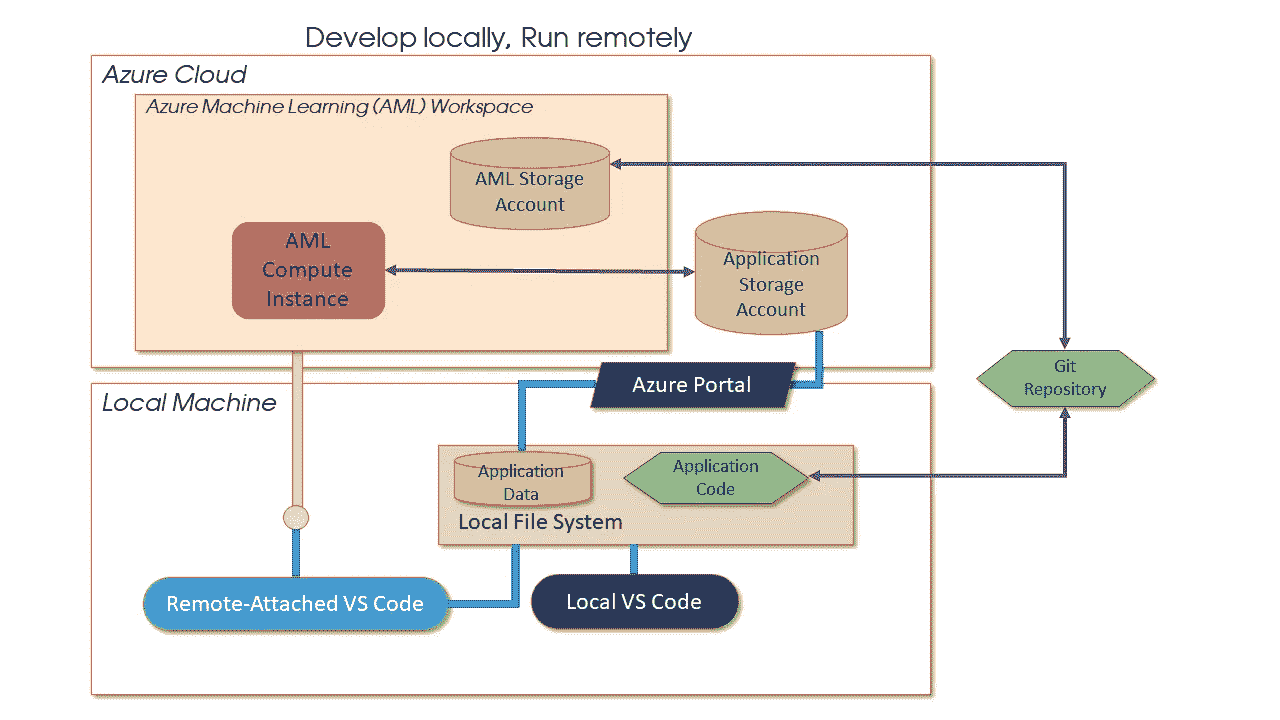 Develop locally, Run remotely
Azure Cloud
Azure Machine Learning (AML) Workspace
AML Storage
Account
AML
Compute
Instance
Application
Storage
Account
Azure Portal
Git
Repository
Local Machine
Application
Data
Application
Code
Local File System
Remote-Attached VS Code
Local VS Code